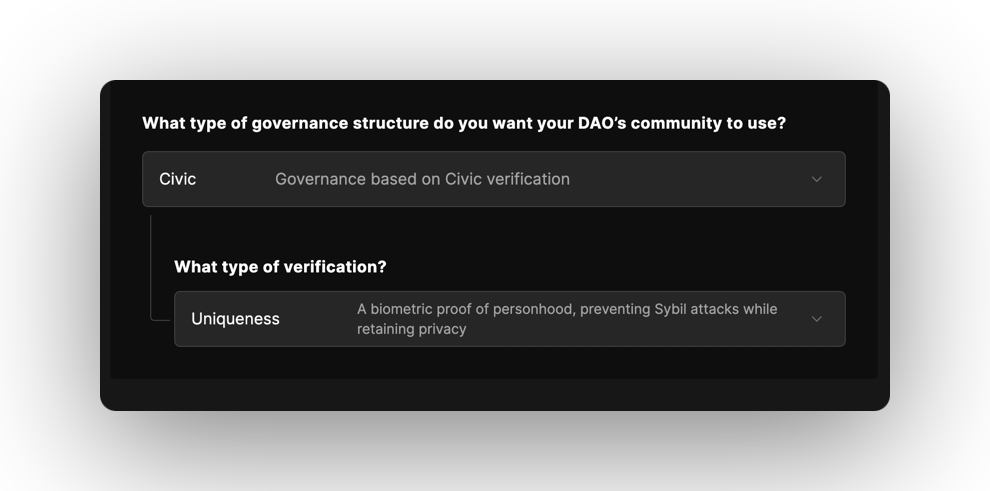 What type of governance structure do you want your DAO’s community to use?
Civic
Governance based on Civic verification
What type of verification?
Uniqueness
A biometric proof of personhood, preventing Sybil attacks while
retaining privacy